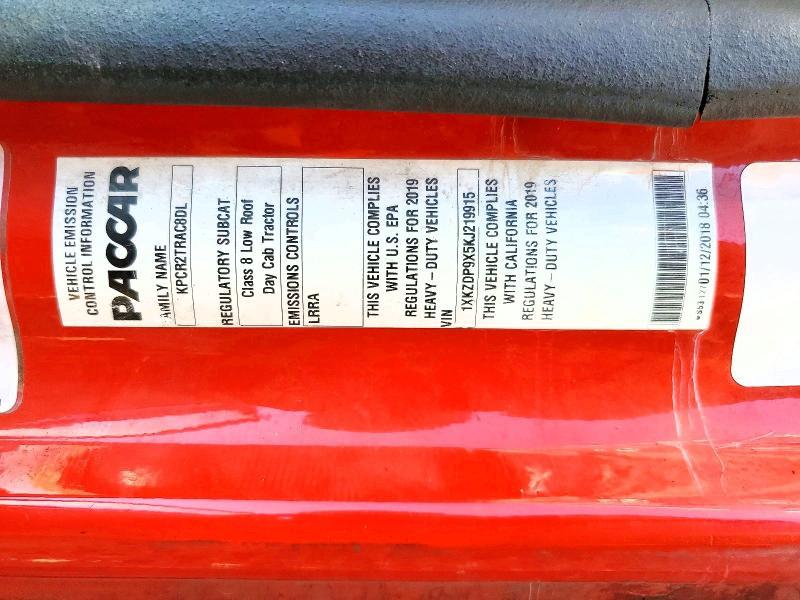 VEHICLE EMISSION
CONTROL INFORMATION
PACCAR
AMILY NAME
KPCR2TRAC8DL
REGULATORY SUBCAT
Class 8 Low Roof
Day Cab Tractor
EMISSIONS CONTROLS
LRRA
THIS VEHICLE COMPLIES
WITH U.S. EPA
REGULATIONS FOR 2019
HEAVY-DUTY VEHICLES
VIN
1XKZDP9X5KJ219915
THIS VEHICLE COMPLIES
WITH CALIFORNIA
REGULATIONS FOR 2019
HEAVY-DUTY VEHICLES
01/12/2018 04:36